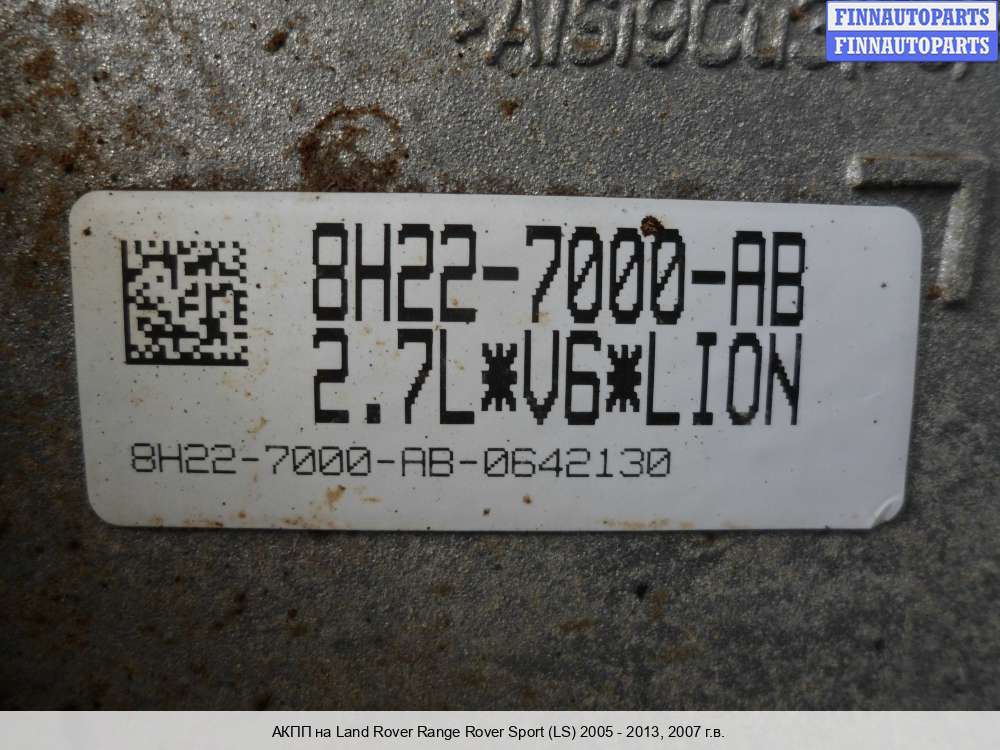 FINNAUTOPARTS
FINNAUTOPARTS
8H22-7000-AB
2.7L*V6*LION
8H22-7000-AB-0642130
АКПП на Land Rover Range Rover Sport (LS) 2005 - 2013, 2007 г.в.